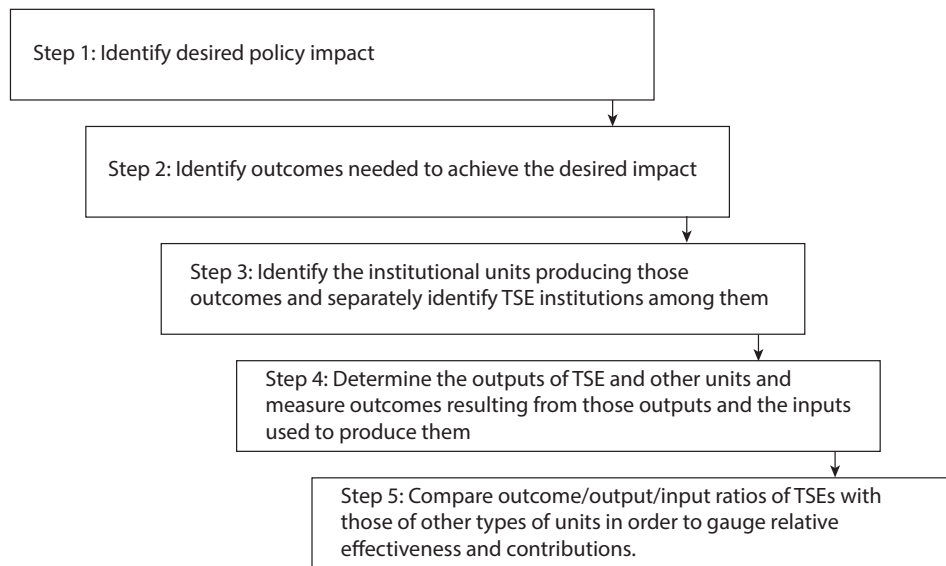 Step 1: Identify desired policy impact
Step 2: Identify outcomes needed to achieve the desired impact
Step 3: Identify the institutional units producing those
outcomes and separately identify TSE institutions among them
Step 4: Determine the outputs of TSE and other units and
measure outcomes resulting from those outputs and the inputs
used to produce them
Step 5: Compare outcome/output/input ratios of TSEs with
those of other types of units in order to gauge relative
effectiveness and contributions.